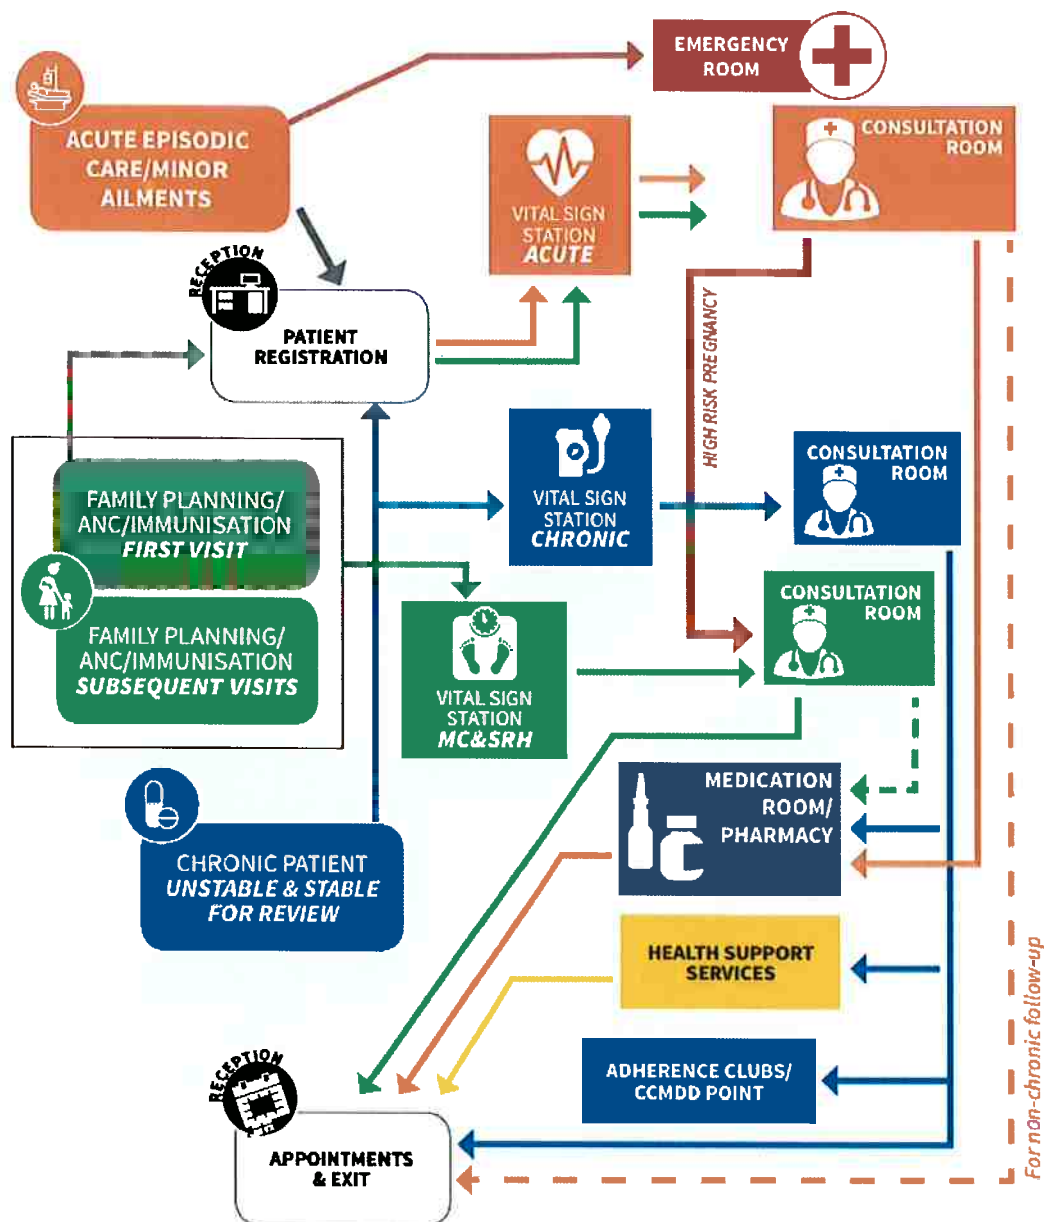 EMERGENCY
ROOM
ACUTE EPISODIC
CARE/MINOR
AILMENTS
CONSULTATION
ROOM
VITAL SIGN
STATION
ACUTE
RECEPTION
PATIENT
REGISTRATION
HIGH RISK PREGNANCY
FAMILY PLANNING/
ANC/IMMUNISATION
FIRST VISIT
VITAL SIGN
STATION
CHRONIC
CONSULTATION
ROOM
FAMILY PLANNING/
ANC/IMMUNISATION
SUBSEQUENT VISITS
VITAL SIGN
STATION
MC&SRH
CONSULTATION
ROOM
MEDICATION
ROOM/
PHARMACY
CHRONIC PATIENT
UNSTABLE & STABLE
FOR REVIEW
HEALTH SUPPORT
SERVICES
ADHERENCE CLUBS/
CCMDD POINT
For non-chronic follow-up
RECEPTION
APPOINTMENTS
& EXIT